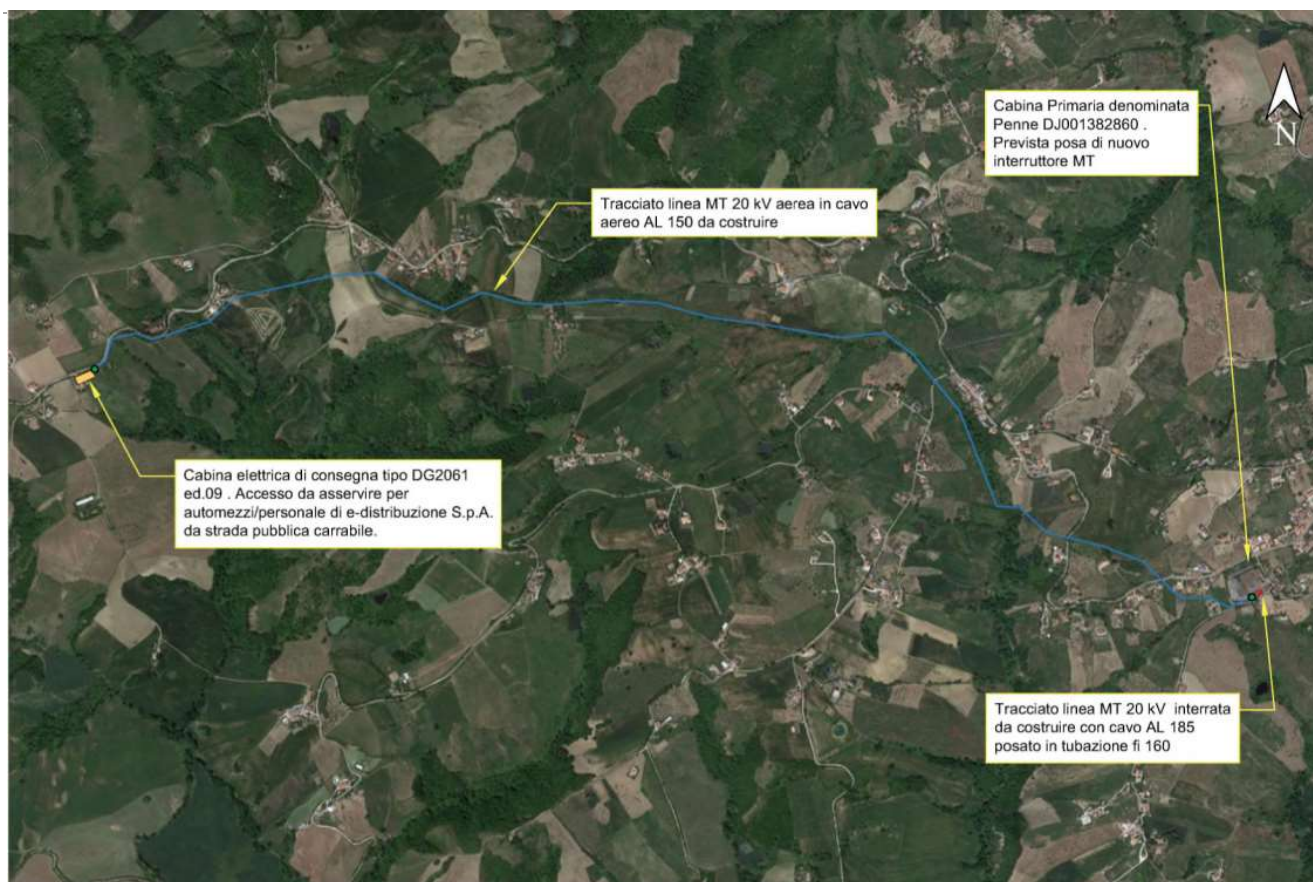 Cabina Primaria denominata
Penne DJ001382860 .
Prevista posa di nuovo
interruttore MT
N
Tracciato linea MT 20 kV aerea in cavo
aereo AL 150 da costruire
Cabina elettrica di consegna tipo DG2061
ed.09 . Accesso da asservire per
automezzi/personale di e-distribuzione S.p.A.
da strada pubblica carrabile.
Tracciato linea MT 20 kV interrata
da costruire con cavo AL 185
posato in tubazione fi 160